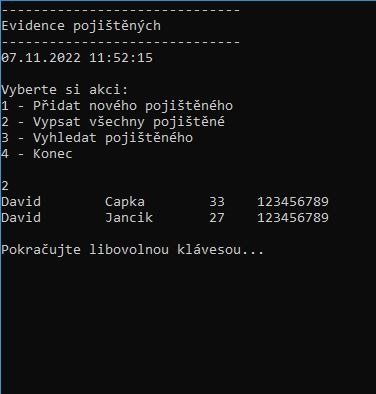 ------------------------------
Evidence pojištěných
------------------------------
07.11.2022 11:52:15
Vyberte si akci:
1 - Přidat nového pojištěného
2 - Vypsat všechny pojištěné
3 - Vyhledat pojištěného
4 - Konec
2
David        Capka        33    123456789
David        Jancik       27    123456789
Pokračujte libovolnou klávesou...